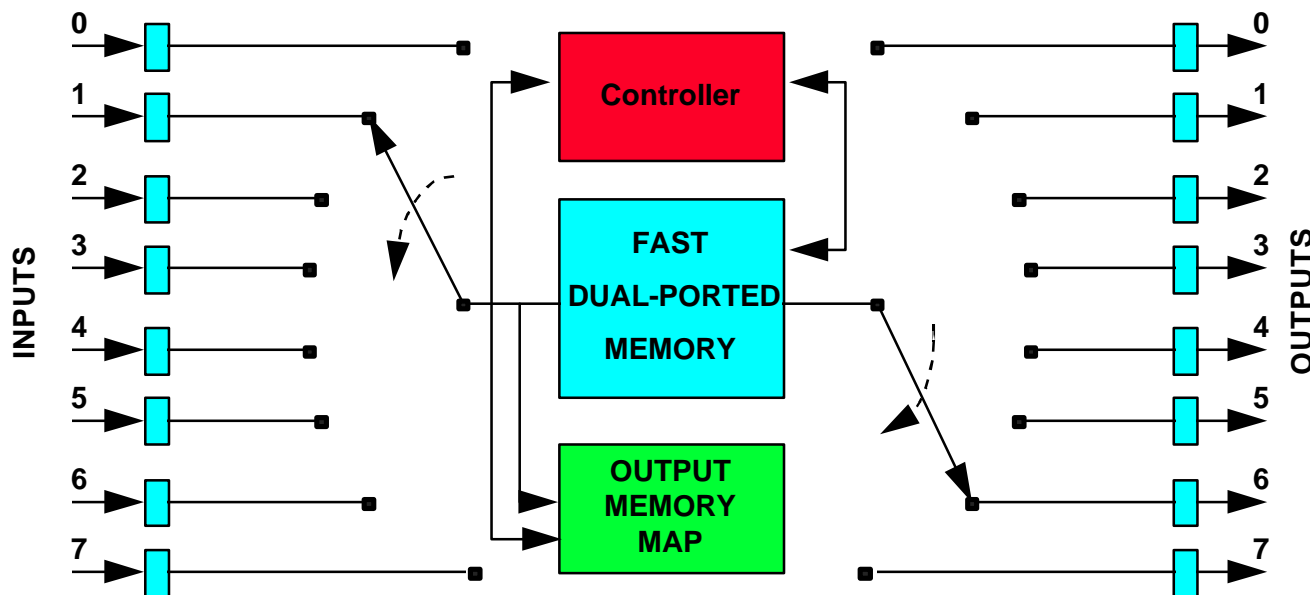 0
1
2
3
4
5
6
7
INPUTS
Controller
FAST
DUAL-PORTED
MEMORY
OUTPUT
MEMORY
MAP
0
1
2
3
4
5
6
7
OUTPUTS